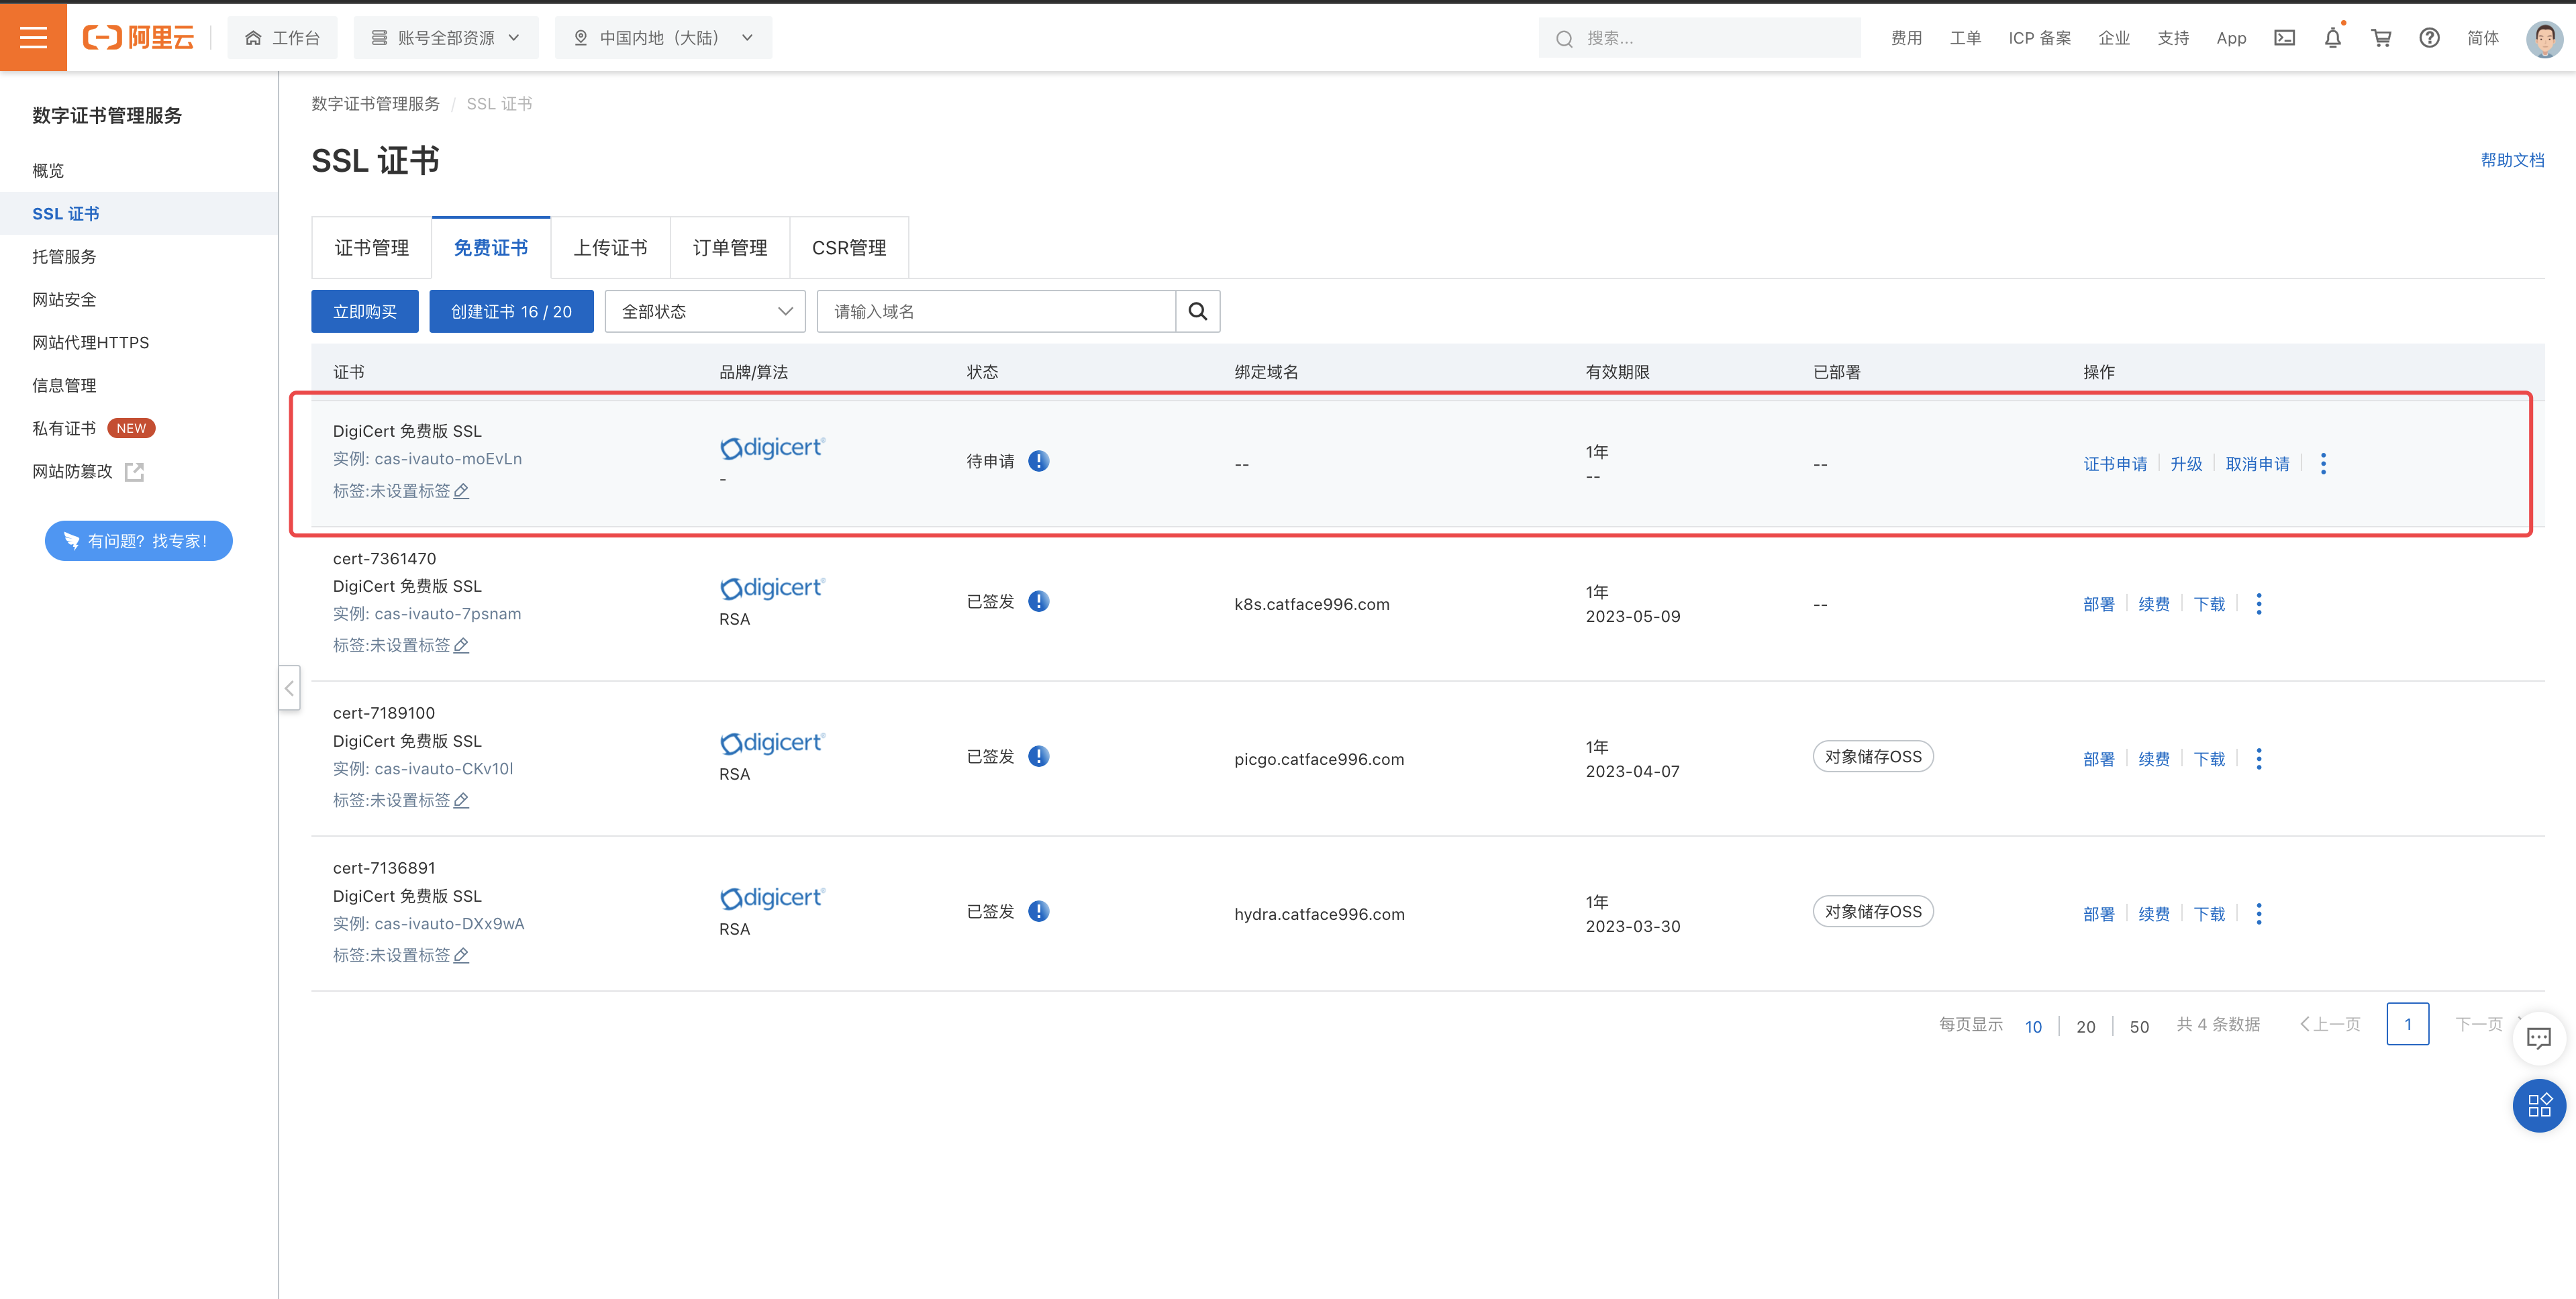 阿里云
工作台
账号全部资源
中国内地（大陆）
搜索...
费用
工单
ICP 备案
企业
支持
App
简体
数字证书管理服务
概览
SSL 证书
托管服务
网站安全
网站代理HTTPS
信息管理
私有证书 NEW
网站防篡改
有问题？找专家！
数字证书管理服务 / SSL 证书
SSL 证书
帮助文档
证书管理 免费证书 上传证书 订单管理 CSR管理
立即购买 创建证书 16 / 20 全部状态 请输入域名
证书 品牌/算法 状态 绑定域名 有效期限 已部署 操作
DigiCert 免费版 SSL
实例: cas-ivauto-moEvLn
标签:未设置标签
digicert
-
待申请
--
1年
--
--
证书申请 升级 取消申请
cert-7361470
DigiCert 免费版 SSL
实例: cas-ivauto-7psnam
标签:未设置标签
digicert
RSA
已签发
k8s.catface996.com
1年
2023-05-09
--
部署 续费 下载
cert-7189100
DigiCert 免费版 SSL
实例: cas-ivauto-CKv10l
标签:未设置标签
digicert
RSA
已签发
picgo.catface996.com
1年
2023-04-07
对象储存OSS
部署 续费 下载
cert-7136891
DigiCert 免费版 SSL
实例: cas-ivauto-DXx9wA
标签:未设置标签
digicert
RSA
已签发
hydra.catface996.com
1年
2023-03-30
对象储存OSS
部署 续费 下载
每页显示 10 20 50 共 4 条数据 上一页 1 下一页